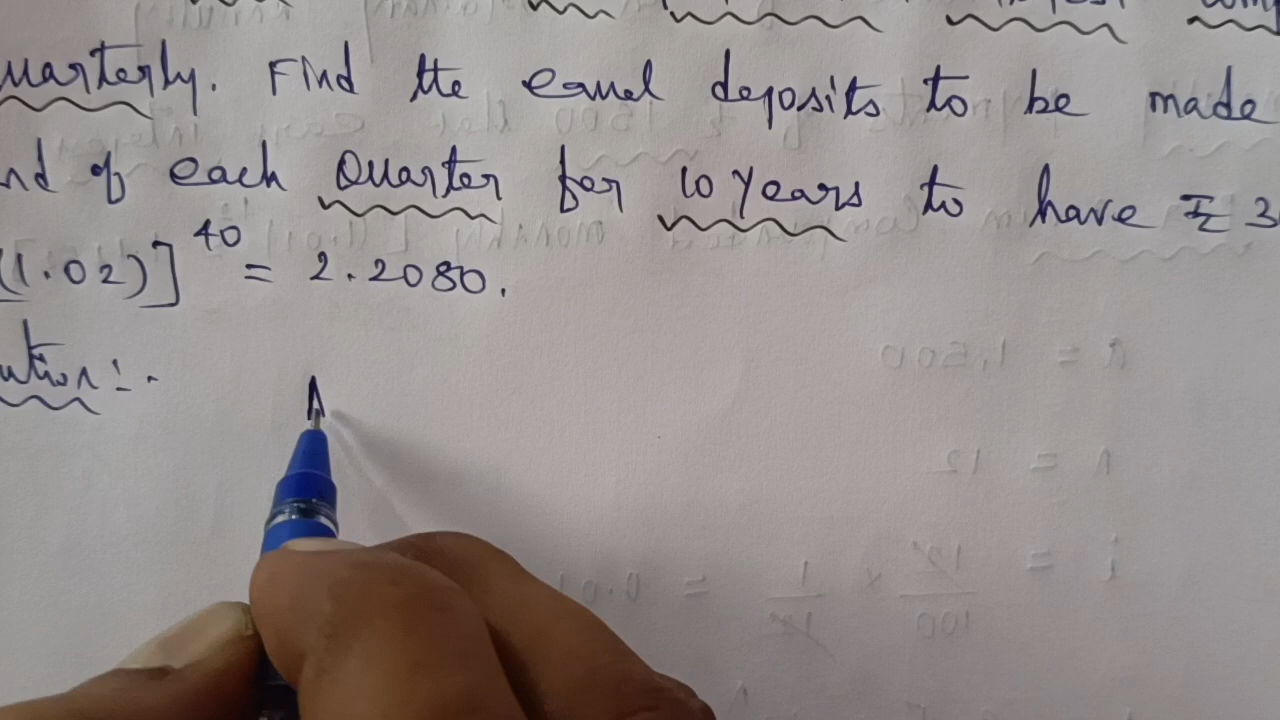 uarterly. Find the equal deposits to be made
nd of each Quarter for 10 years to have ₹ 3
(1.02)]⁴⁰ = 2.2080.
ution:-
A